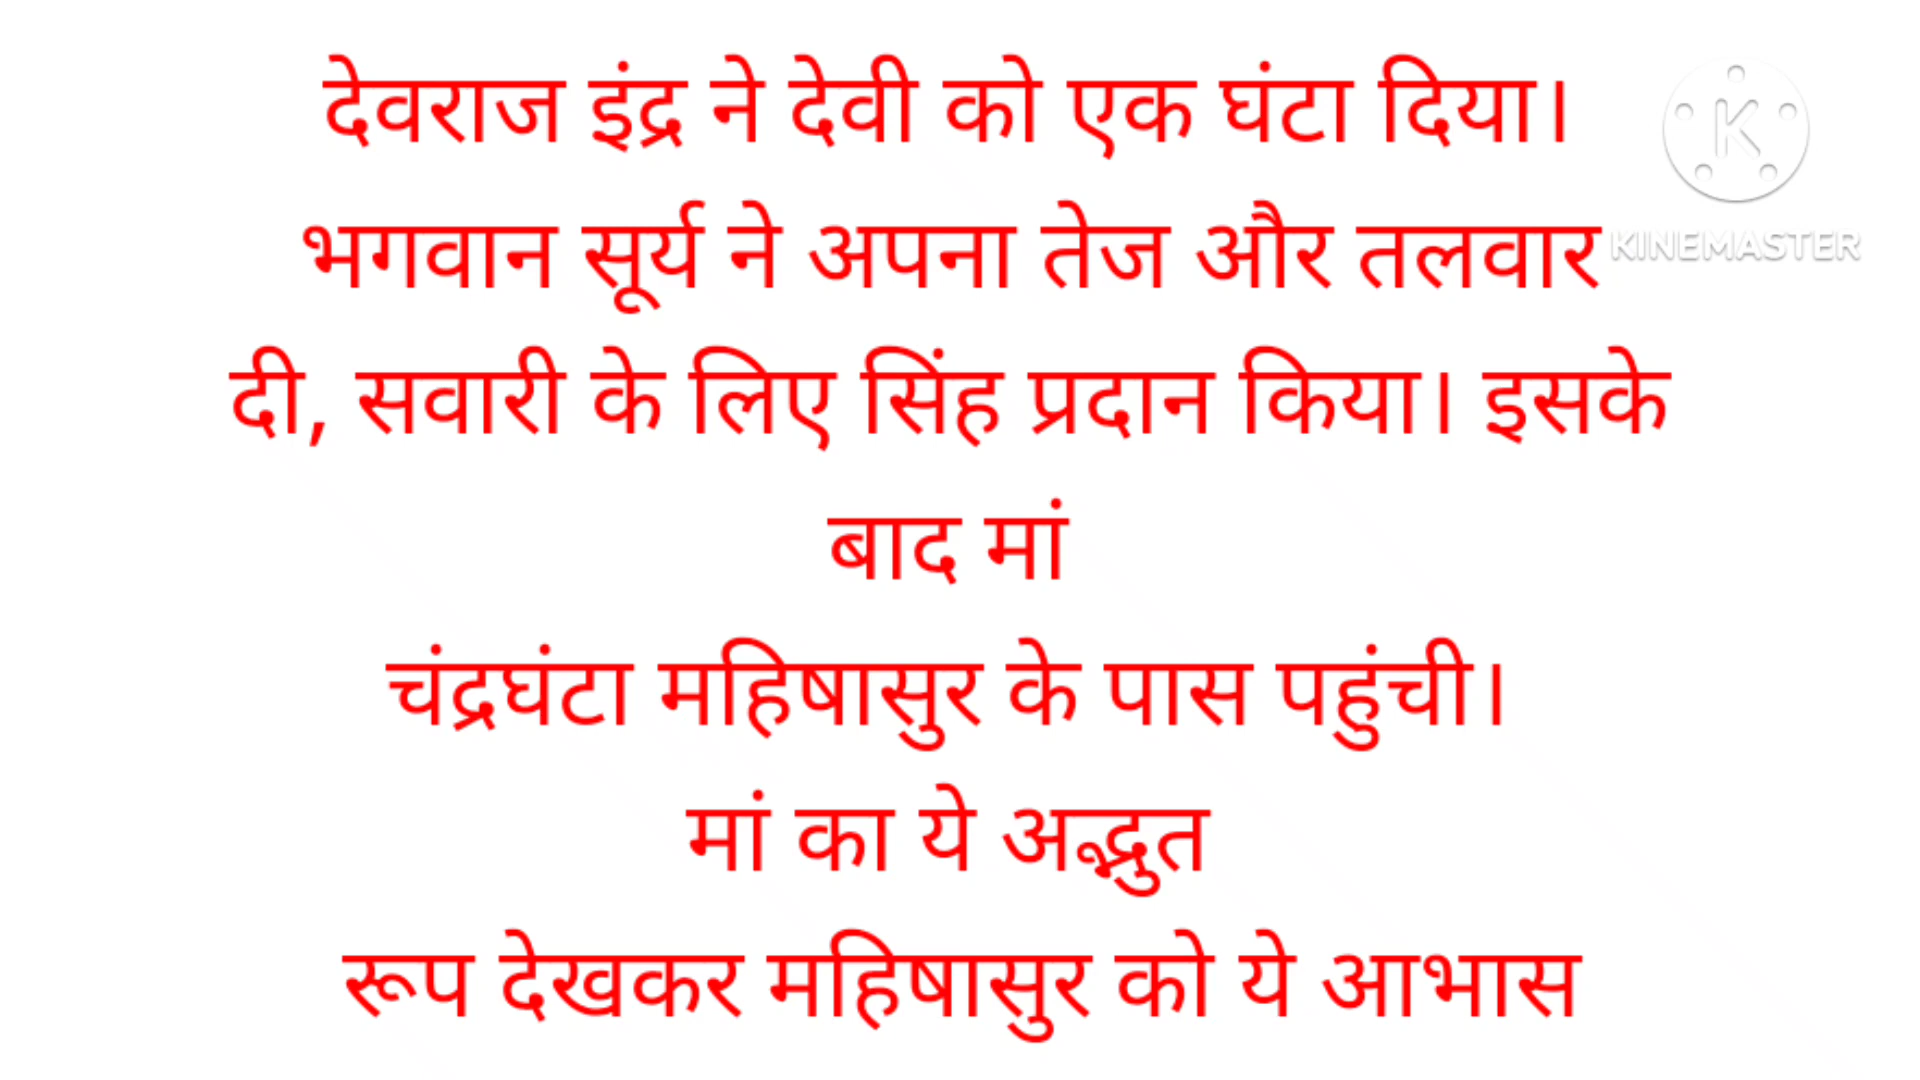 देवराज इंद्र ने देवी को एक घंटा दिया।
भगवान सूर्य ने अपना तेज और तलवार
दी, सवारी के लिए सिंह प्रदान किया। इसके
बाद मां
चंद्रघंटा महिषासुर के पास पहुंची।
मां का ये अद्भुत
रूप देखकर महिषासुर को ये आभास
K
KINEMASTER